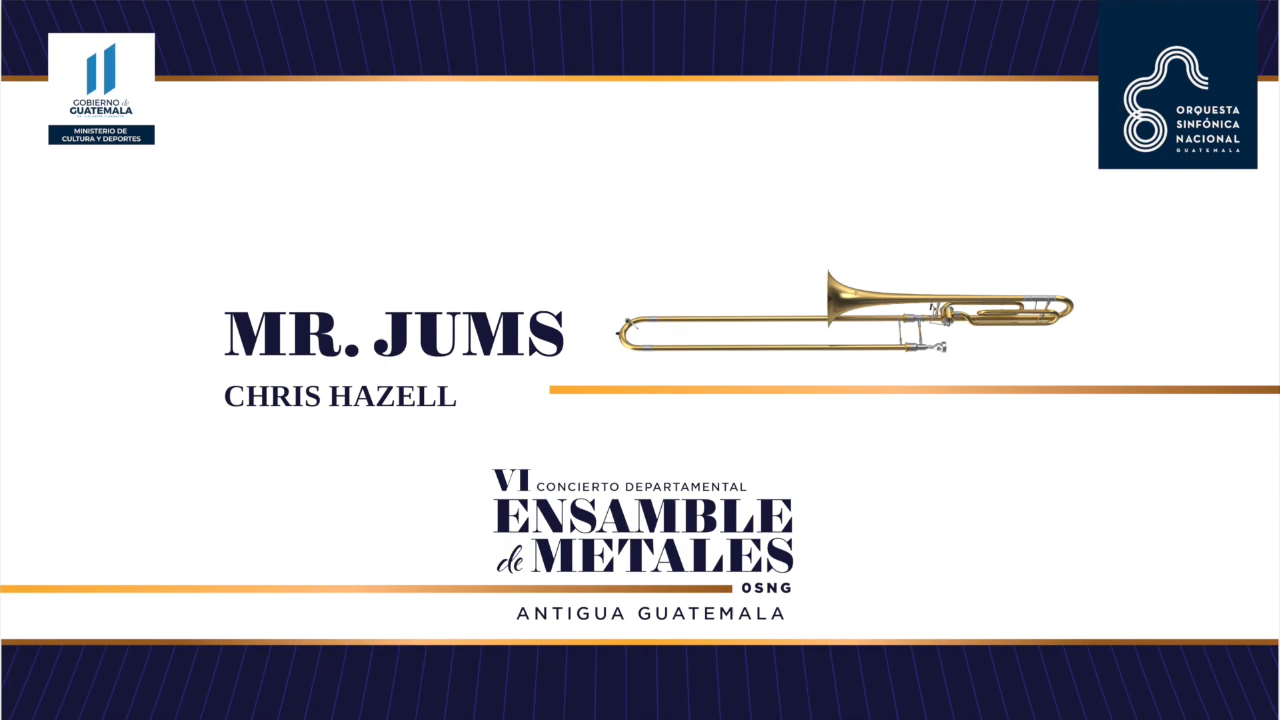 GOBIERNO de
GUATEMALA
MINISTERIO DE
CULTURA Y DEPORTES
ORQUESTA
SINFÓNICA
NACIONAL
GUATEMALA
MR. JUMS
CHRIS HAZELL
VI CONCIERTO DEPARTAMENTAL
ENSAMBLE
de METALES
OSNG
ANTIGUA GUATEMALA